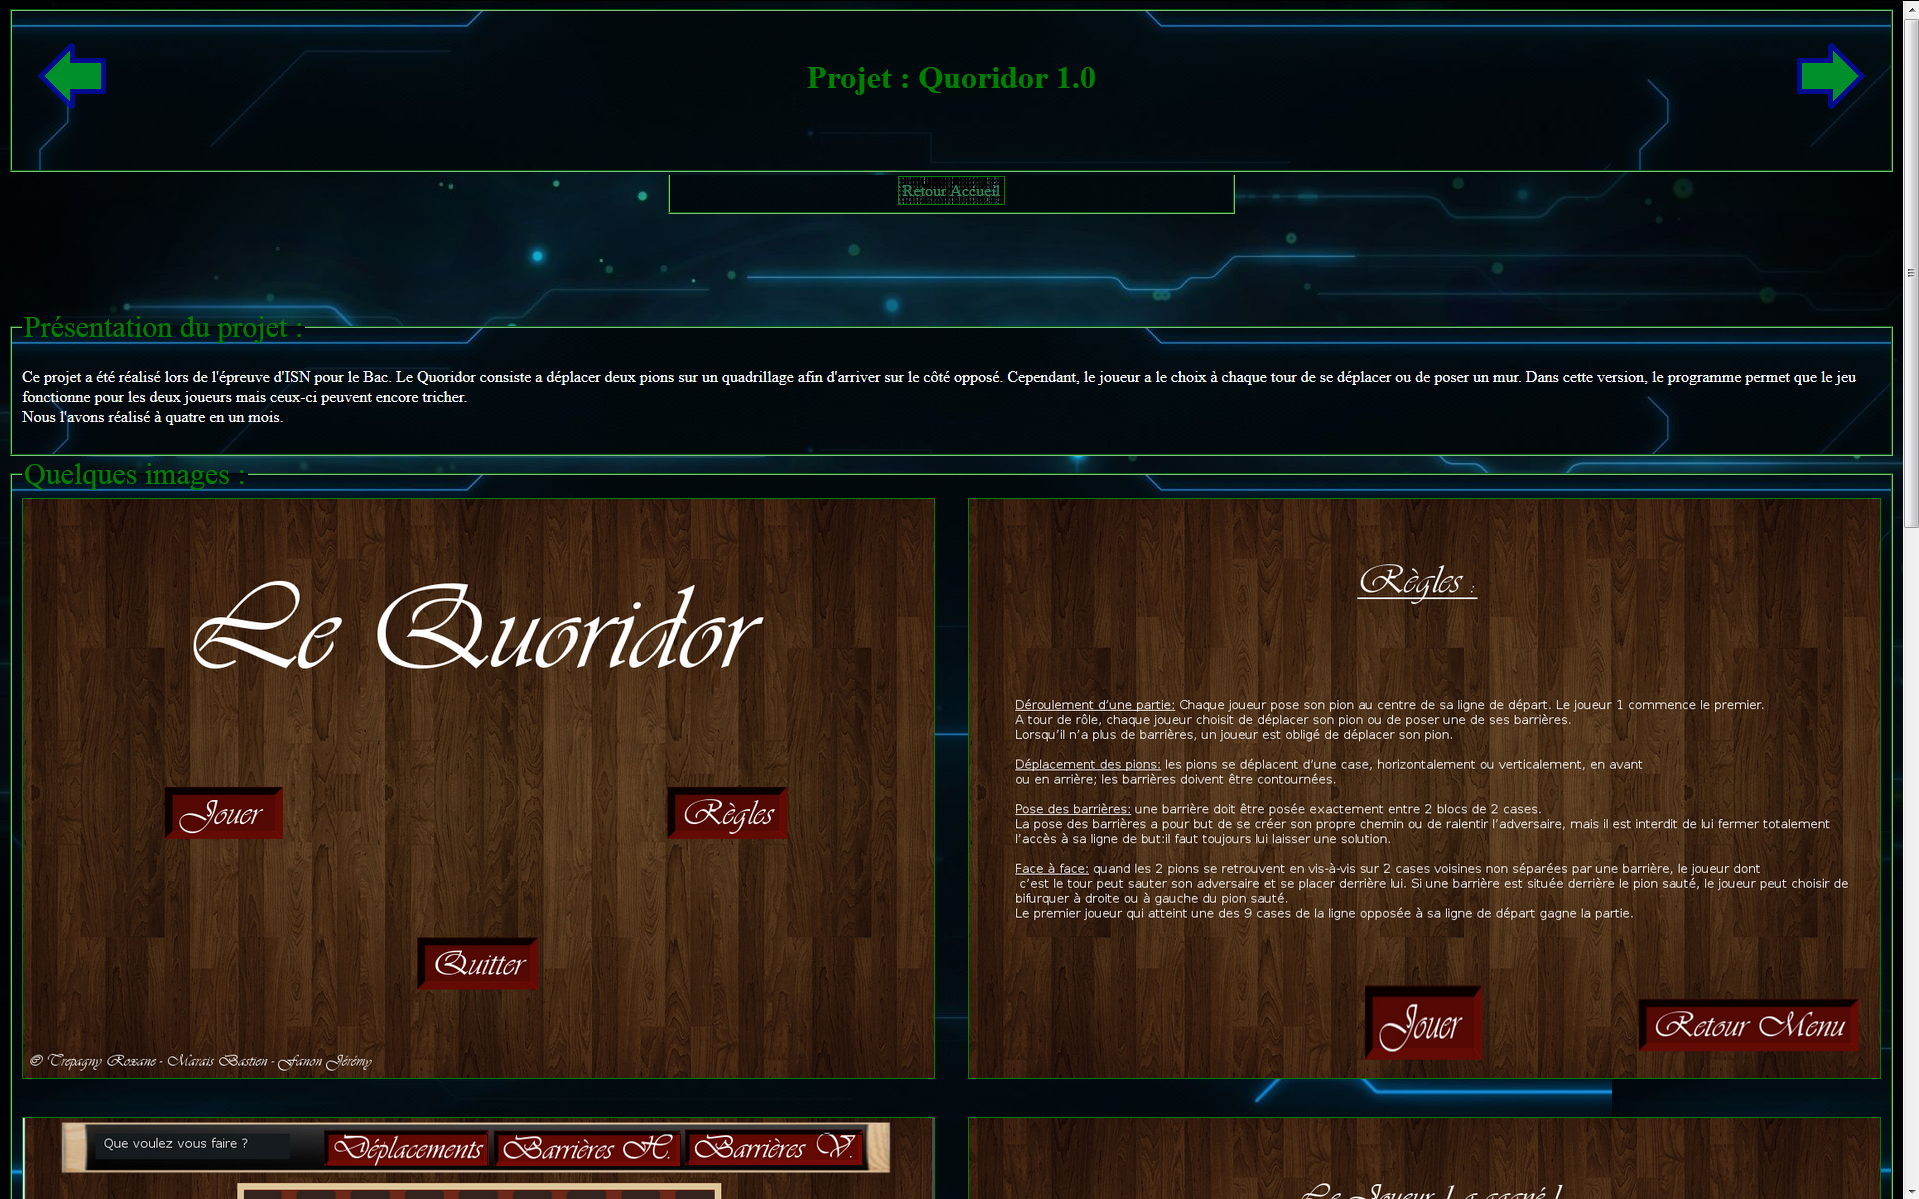 Projet : Quoridor 1.0
Retour Accueil
Présentation du projet :
Ce projet a été réalisé lors de l'épreuve d'ISN pour le Bac. Le Quoridor consiste a déplacer deux pions sur un quadrillage afin d'arriver sur le côté opposé. Cependant, le joueur a le choix à chaque tour de se déplacer ou de poser un mur. Dans cette version, le programme permet que le jeu
fonctionne pour les deux joueurs mais ceux-ci peuvent encore tricher.
Nous l'avons réalisé à quatre en un mois.
Quelques images :
Le Quoridor
Jouer
Règles
Quitter
© Trepagny Roxane - Marais Bastien - Fanon Jérémy
Règles :
Déroulement d'une partie: Chaque joueur pose son pion au centre de sa ligne de départ. Le joueur 1 commence le premier.
A tour de rôle, chaque joueur choisit de déplacer son pion ou de poser une de ses barrières.
Lorsqu'il n'a plus de barrières, un joueur est obligé de déplacer son pion.
Déplacement des pions: les pions se déplacent d'une case, horizontalement ou verticalement, en avant
ou en arrière; les barrières doivent être contournées.
Pose des barrières: une barrière doit être posée exactement entre 2 blocs de 2 cases.
La pose des barrières a pour but de se créer son propre chemin ou de ralentir l'adversaire, mais il est interdit de lui fermer totalement
l'accès à sa ligne de but:il faut toujours lui laisser une solution.
Face à face: quand les 2 pions se retrouvent en vis-à-vis sur 2 cases voisines non séparées par une barrière, le joueur dont
c'est le tour peut sauter son adversaire et se placer derrière lui. Si une barrière est située derrière le pion sauté, le joueur peut choisir de
bifurquer à droite ou à gauche du pion sauté.
Le premier joueur qui atteint une des 9 cases de la ligne opposée à sa ligne de départ gagne la partie.
Jouer
Retour Menu
Que voulez vous faire ?
Déplacements
Barrières H.
Barrières V.
Le Joueur 1 a gagné !